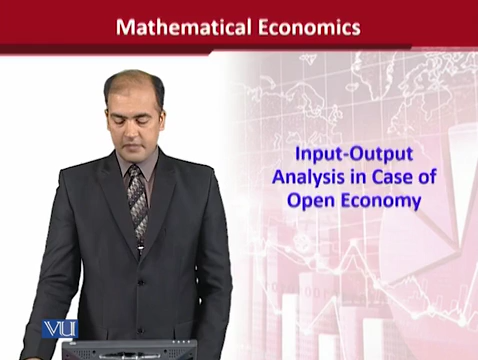 Mathematical Economics
Input-Output
Analysis in Case of
Open Economy
VU